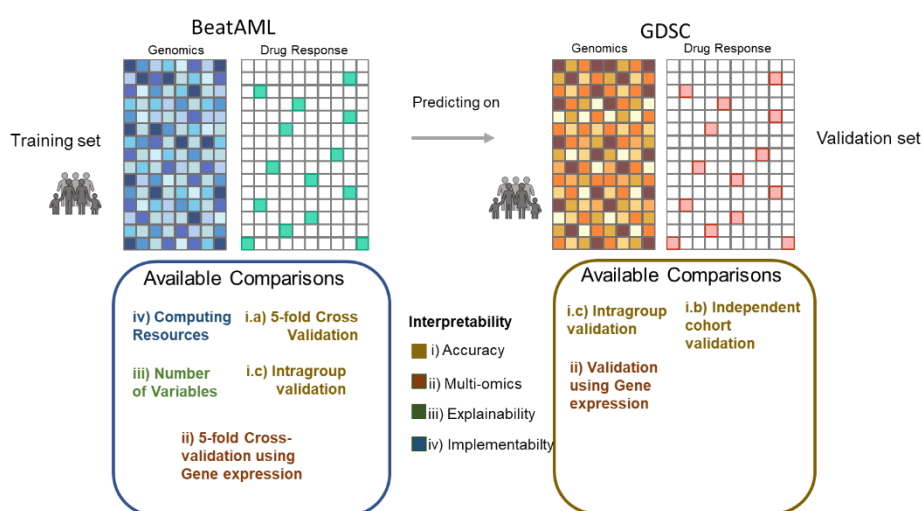 BeatAML
Genomics
Drug Response
GDSC
Genomics
Drug Response
Training set
Predicting on
Validation set
Available Comparisons
iv) Computing
Resources
i.a) 5-fold Cross
Validation
iii) Number
of Variables
i.c) Intragroup
validation
ii) 5-fold Cross-
validation using
Gene expression
Interpretability
i) Accuracy
ii) Multi-omics
iii) Explainability
iv) Implementabilty
Available Comparisons
i.c) Intragroup
validation
i.b) Independent
cohort
validation
ii) Validation
using Gene
expression